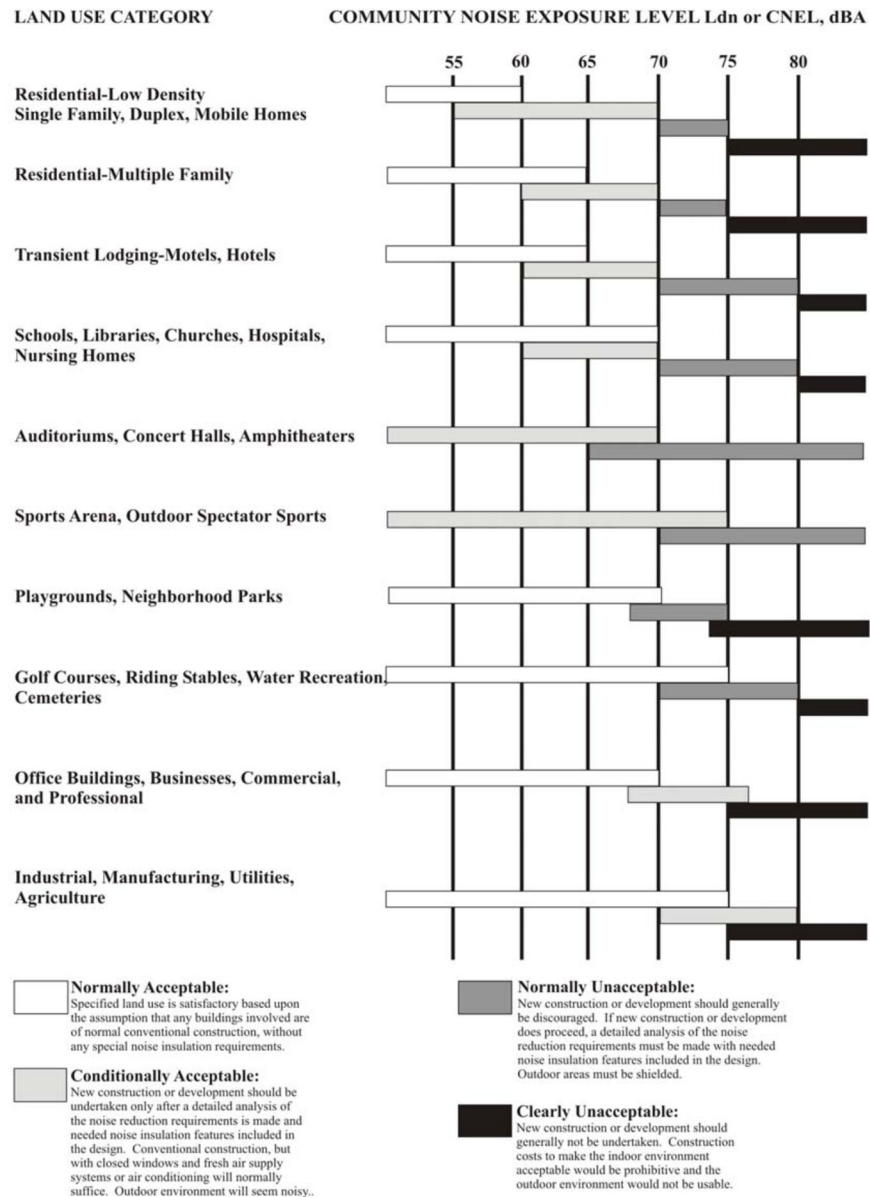 LAND USE CATEGORY
COMMUNITY NOISE EXPOSURE LEVEL Ldn or CNEL, dBA
55 60 65 70 75 80
Residential-Low Density
Single Family, Duplex, Mobile Homes
Residential-Multiple Family
Transient Lodging-Motels, Hotels
Schools, Libraries, Churches, Hospitals,
Nursing Homes
Auditoriums, Concert Halls, Amphitheaters
Sports Arena, Outdoor Spectator Sports
Playgrounds, Neighborhood Parks
Golf Courses, Riding Stables, Water Recreation,
Cemeteries
Office Buildings, Businesses, Commercial,
and Professional
Industrial, Manufacturing, Utilities,
Agriculture
Normally Acceptable:
Specified land use is satisfactory based upon
the assumption that any buildings involved are
of normal conventional construction, without
any special noise insulation requirements.
Conditionally Acceptable:
New construction or development should be
undertaken only after a detailed analysis of
the noise reduction requirements is made and
needed noise insulation features included in
the design.  Conventional construction, but
with closed windows and fresh air supply
systems or air conditioning will normally
suffice.  Outdoor environment will seem noisy..
Normally Unacceptable:
New construction or development should generally
be discouraged.  If new construction or development
does proceed, a detailed analysis of the noise
reduction requirements must be made with needed
noise insulation features included in the design.
Outdoor areas must be shielded.
Clearly Unacceptable:
New construction or development should
generally not be undertaken.  Construction
costs to make the indoor environment
acceptable would be prohibitive and the
outdoor environment would not be usable.